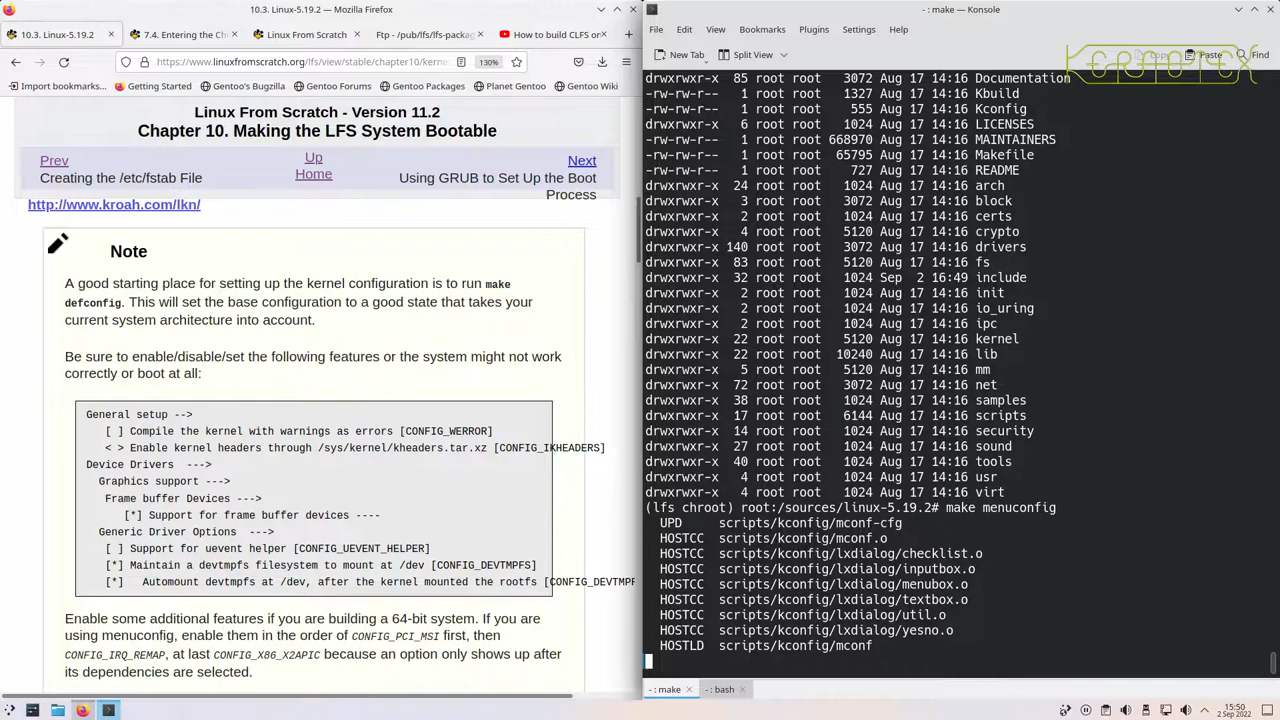 10.3. Linux-5.19.2 — Mozilla Firefox
10.3. Linux-5.19.2
7.4. Entering the Ch
Linux From Scratch
Ftp - /pub/lfs/lfs-packag
How to build CLFS on
https://www.linuxfromscratch.org/lfs/view/stable/chapter10/kerne
130%
Import bookmarks...
Getting Started
Gentoo's Bugzilla
Gentoo Forums
Gentoo Packages
Planet Gentoo
Gentoo Wiki
Linux From Scratch - Version 11.2
Chapter 10. Making the LFS System Bootable
Prev
Up
Next
Creating the /etc/fstab File
Home
Using GRUB to Set Up the Boot
Process
http://www.kroah.com/lkn/
Note
A good starting place for setting up the kernel configuration is to run make
defconfig. This will set the base configuration to a good state that takes your
current system architecture into account.
Be sure to enable/disable/set the following features or the system might not work
correctly or boot at all:
General setup -->
[ ] Compile the kernel with warnings as errors [CONFIG_WERROR]
< > Enable kernel headers through /sys/kernel/kheaders.tar.xz [CONFIG_IKHEADERS]
Device Drivers --->
Graphics support --->
Frame buffer Devices --->
[*] Support for frame buffer devices ----
Generic Driver Options --->
[ ] Support for uevent helper [CONFIG_UEVENT_HELPER]
[*] Maintain a devtmpfs filesystem to mount at /dev [CONFIG_DEVTMPFS]
[*] Automount devtmpfs at /dev, after the kernel mounted the rootfs [CONFIG_DEVTMPF
Enable some additional features if you are building a 64-bit system. If you are
using menuconfig, enable them in the order of CONFIG_PCI_MSI first, then
CONFIG_IRQ_REMAP, at last CONFIG_X86_X2APIC because an option only shows up after
its dependencies are selected.
- : make — Konsole
File Edit View Bookmarks Plugins Settings Help
New Tab
Split View
Copy
Paste
Find
KERNOTEX
drwxrwxr-x 85 root root 3072 Aug 17 14:16 Documentation
-rw-rw-r-- 1 root root 1327 Aug 17 14:16 Kbuild
-rw-rw-r-- 1 root root 555 Aug 17 14:16 Kconfig
drwxrwxr-x 6 root root 1024 Aug 17 14:16 LICENSES
-rw-rw-r-- 1 root root 668970 Aug 17 14:16 MAINTAINERS
-rw-rw-r-- 1 root root 65795 Aug 17 14:16 Makefile
-rw-rw-r-- 1 root root 727 Aug 17 14:16 README
drwxrwxr-x 24 root root 1024 Aug 17 14:16 arch
drwxrwxr-x 3 root root 3072 Aug 17 14:16 block
drwxrwxr-x 2 root root 1024 Aug 17 14:16 certs
drwxrwxr-x 4 root root 5120 Aug 17 14:16 crypto
drwxrwxr-x 140 root root 3072 Aug 17 14:16 drivers
drwxrwxr-x 83 root root 5120 Aug 17 14:16 fs
drwxrwxr-x 32 root root 1024 Sep 2 16:49 include
drwxrwxr-x 2 root root 1024 Aug 17 14:16 init
drwxrwxr-x 2 root root 1024 Aug 17 14:16 io_uring
drwxrwxr-x 2 root root 1024 Aug 17 14:16 ipc
drwxrwxr-x 22 root root 5120 Aug 17 14:16 kernel
drwxrwxr-x 22 root root 10240 Aug 17 14:16 lib
drwxrwxr-x 5 root root 5120 Aug 17 14:16 mm
drwxrwxr-x 72 root root 3072 Aug 17 14:16 net
drwxrwxr-x 38 root root 1024 Aug 17 14:16 samples
drwxrwxr-x 17 root root 6144 Aug 17 14:16 scripts
drwxrwxr-x 14 root root 1024 Aug 17 14:16 security
drwxrwxr-x 27 root root 1024 Aug 17 14:16 sound
drwxrwxr-x 40 root root 1024 Aug 17 14:16 tools
drwxrwxr-x 4 root root 1024 Aug 17 14:16 usr
drwxrwxr-x 4 root root 1024 Aug 17 14:16 virt
(lfs chroot) root:/sources/linux-5.19.2# make menuconfig
UPD scripts/kconfig/mconf-cfg
HOSTCC scripts/kconfig/mconf.o
HOSTCC scripts/kconfig/lxdialog/checklist.o
HOSTCC scripts/kconfig/lxdialog/inputbox.o
HOSTCC scripts/kconfig/lxdialog/menubox.o
HOSTCC scripts/kconfig/lxdialog/textbox.o
HOSTCC scripts/kconfig/lxdialog/util.o
HOSTCC scripts/kconfig/lxdialog/yesno.o
HOSTLD scripts/kconfig/mconf
- : make
- : bash
15:50
2 Sep 2022